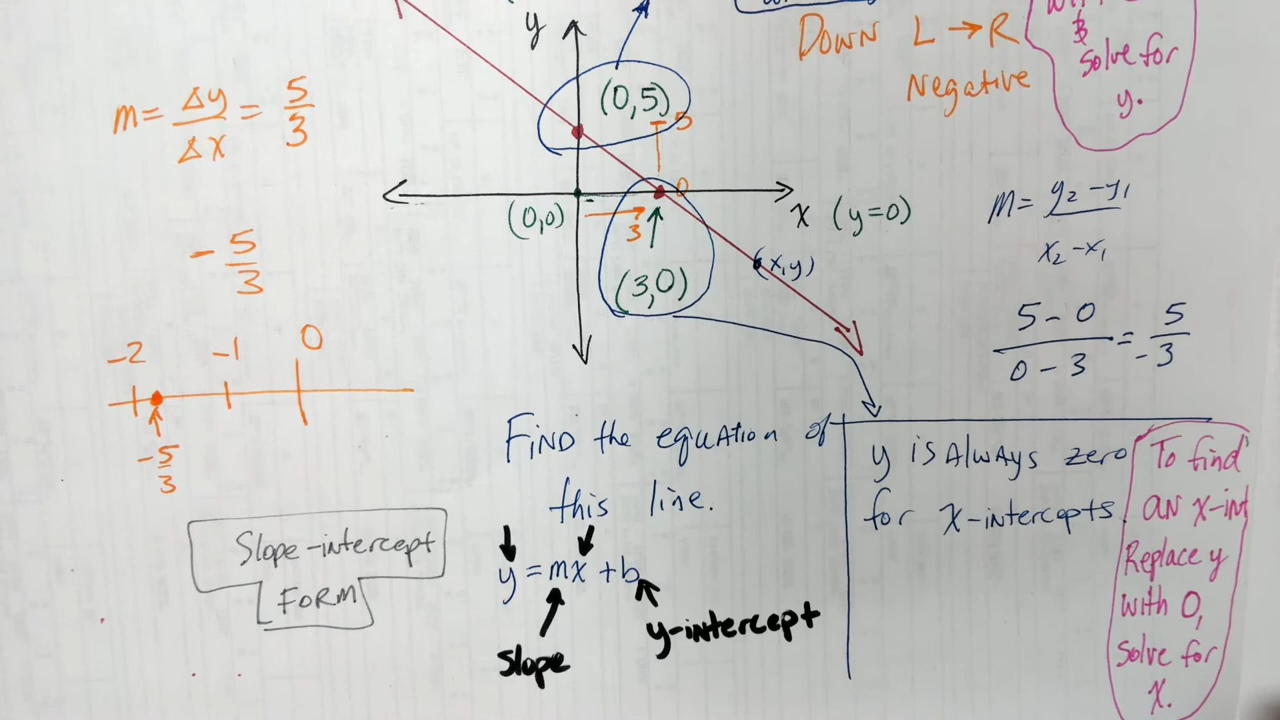 y
DOWN L → R
Negative
&
Solve for
y.
m = Δy/Δx = 5/3
(0,5)
5
0
(0,0)
3
x (y=0)
(3,0)
(x,y)
m = y₂ - y₁
x₂ - x₁
5 - 0
0 - 3
= 5/-3
- 5/3
-2 -1 0
-5/3
Slope-intercept
FORM
FIND the equation of
this line.
y = mx + b
Slope
y-intercept
y is Always zero
for x-intercepts.
To find
an x-int
Replace y
with 0,
Solve for
x.